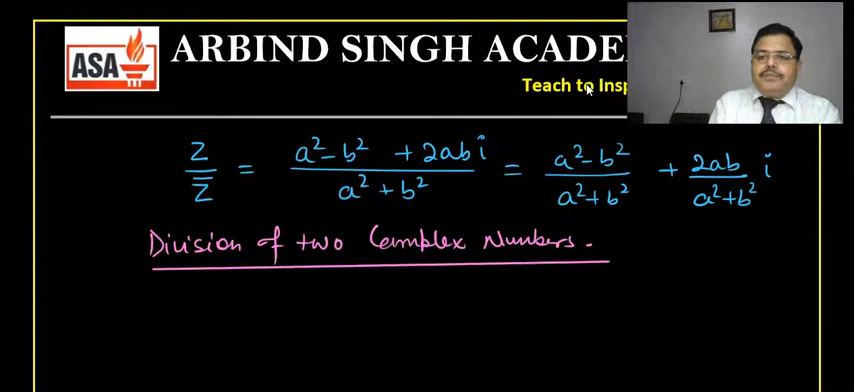 ASA
ARBIND SINGH ACADE
Teach to Insp
z/z̅ = (a² − b² + 2ab i)/(a² + b²) = (a² − b²)/(a² + b²) + 2ab/(a² + b²) i
Division of two Complex Numbers.